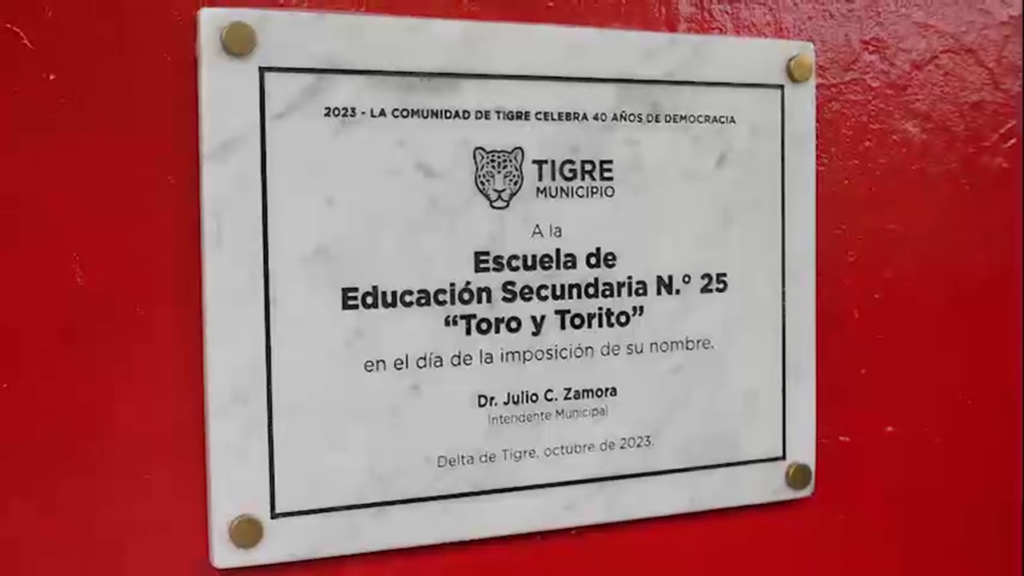 2023 - LA COMUNIDAD DE TIGRE CELEBRA 40 AÑOS DE DEMOCRACIA
TIGRE
MUNICIPIO
A la
Escuela de
Educación Secundaria N.º 25
“Toro y Torito”
en el día de la imposición de su nombre.
Dr. Julio C. Zamora
Intendente Municipal
Delta de Tigre, octubre de 2023.